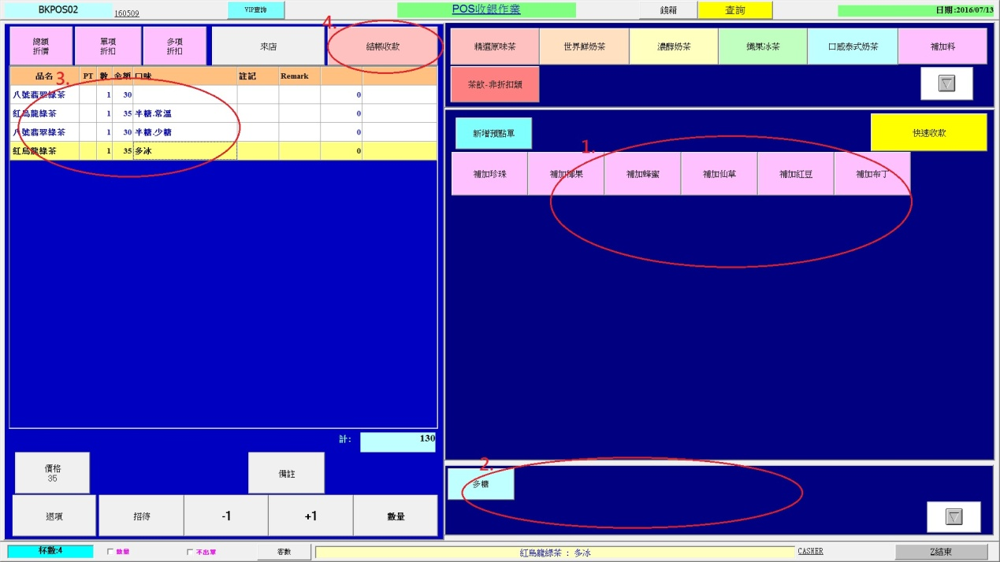 BKPOS02
160509
VIP查詢
POS收銀作業
錢箱
查詢
日期:2016/07/13
總額
折價
單項
折扣
多項
折扣
來店
4.
結帳收款
精選原味茶
世界鮮奶茶
濃醇奶茶
鐵果冰茶
口感泰式奶茶
補加料
茶飲-非折扣類
品名 PT 數 金額 口味 註記 Remark
3.
八號翡翠綠茶 1 30 0
紅烏龍綠茶 1 35 半糖.常溫 0
八號翡翠綠茶 1 30 半糖.少糖 0
紅烏龍綠茶 1 35 多冰 0
新增預點單
快速收款
1.
補加珍珠
補加椰果
補加蜂蜜
補加仙草
補加紅豆
補加布丁
計: 130
價格
35
備註
2.
多糖
退項
招待
-1
+1
數量
杯數:4
數量
不出單
客數
紅烏龍綠茶 : 多冰
CASHER
Z結束